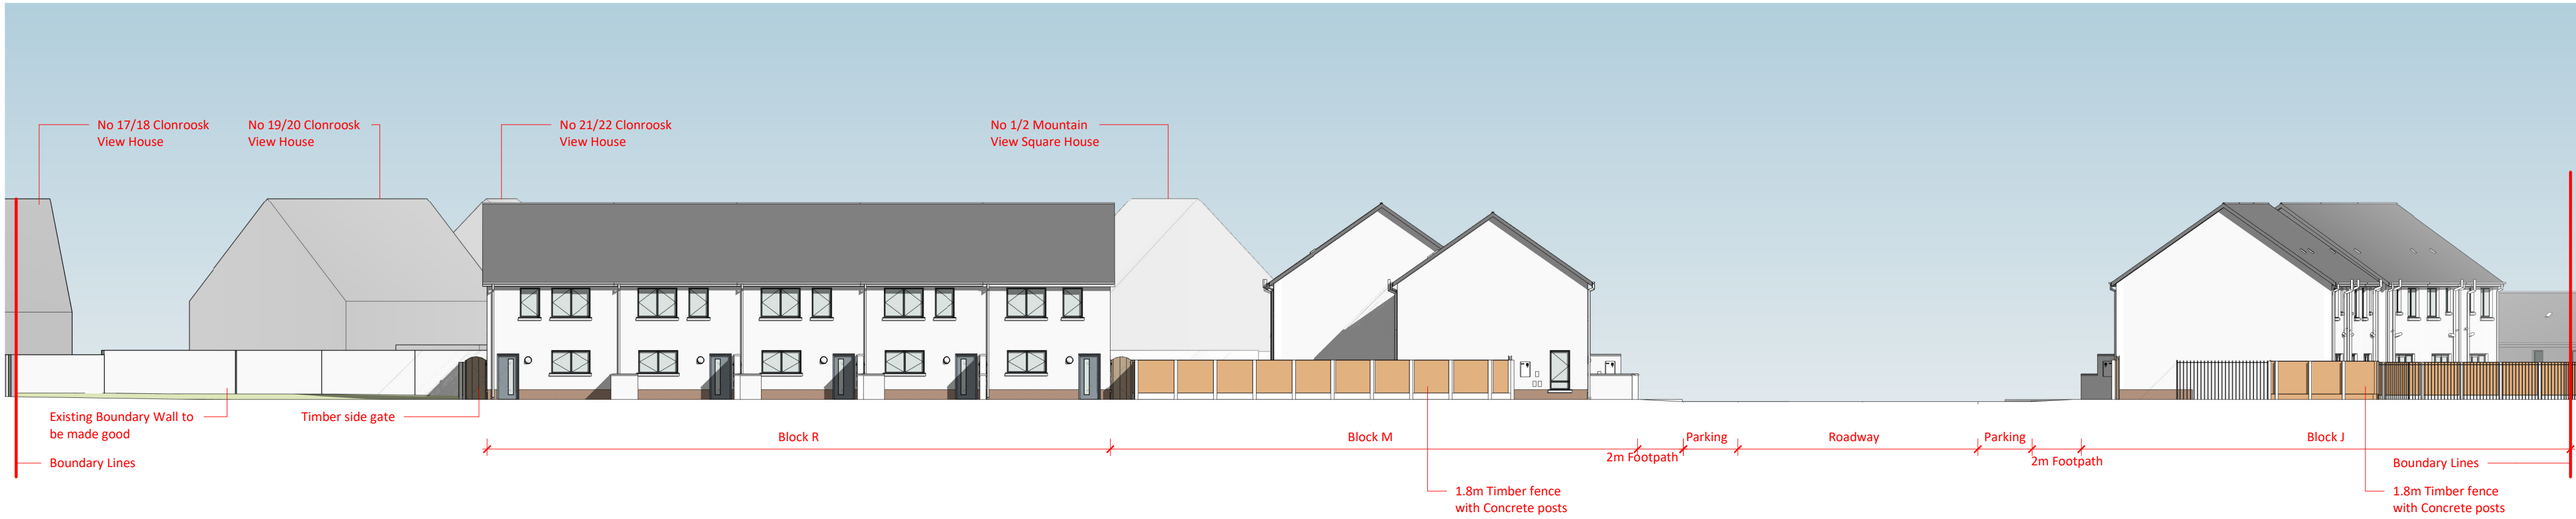 No 17/18 Clonroosk
View House
No 19/20 Clonroosk
View House
No 21/22 Clonroosk
View House
No 1/2 Mountain
View Square House
Existing Boundary Wall to
be made good
Timber side gate
Boundary Lines
Block R
Block M
2m Footpath
Parking
Roadway
Parking
2m Footpath
Block J
Boundary Lines
1.8m Timber fence
with Concrete posts
1.8m Timber fence
with Concrete posts